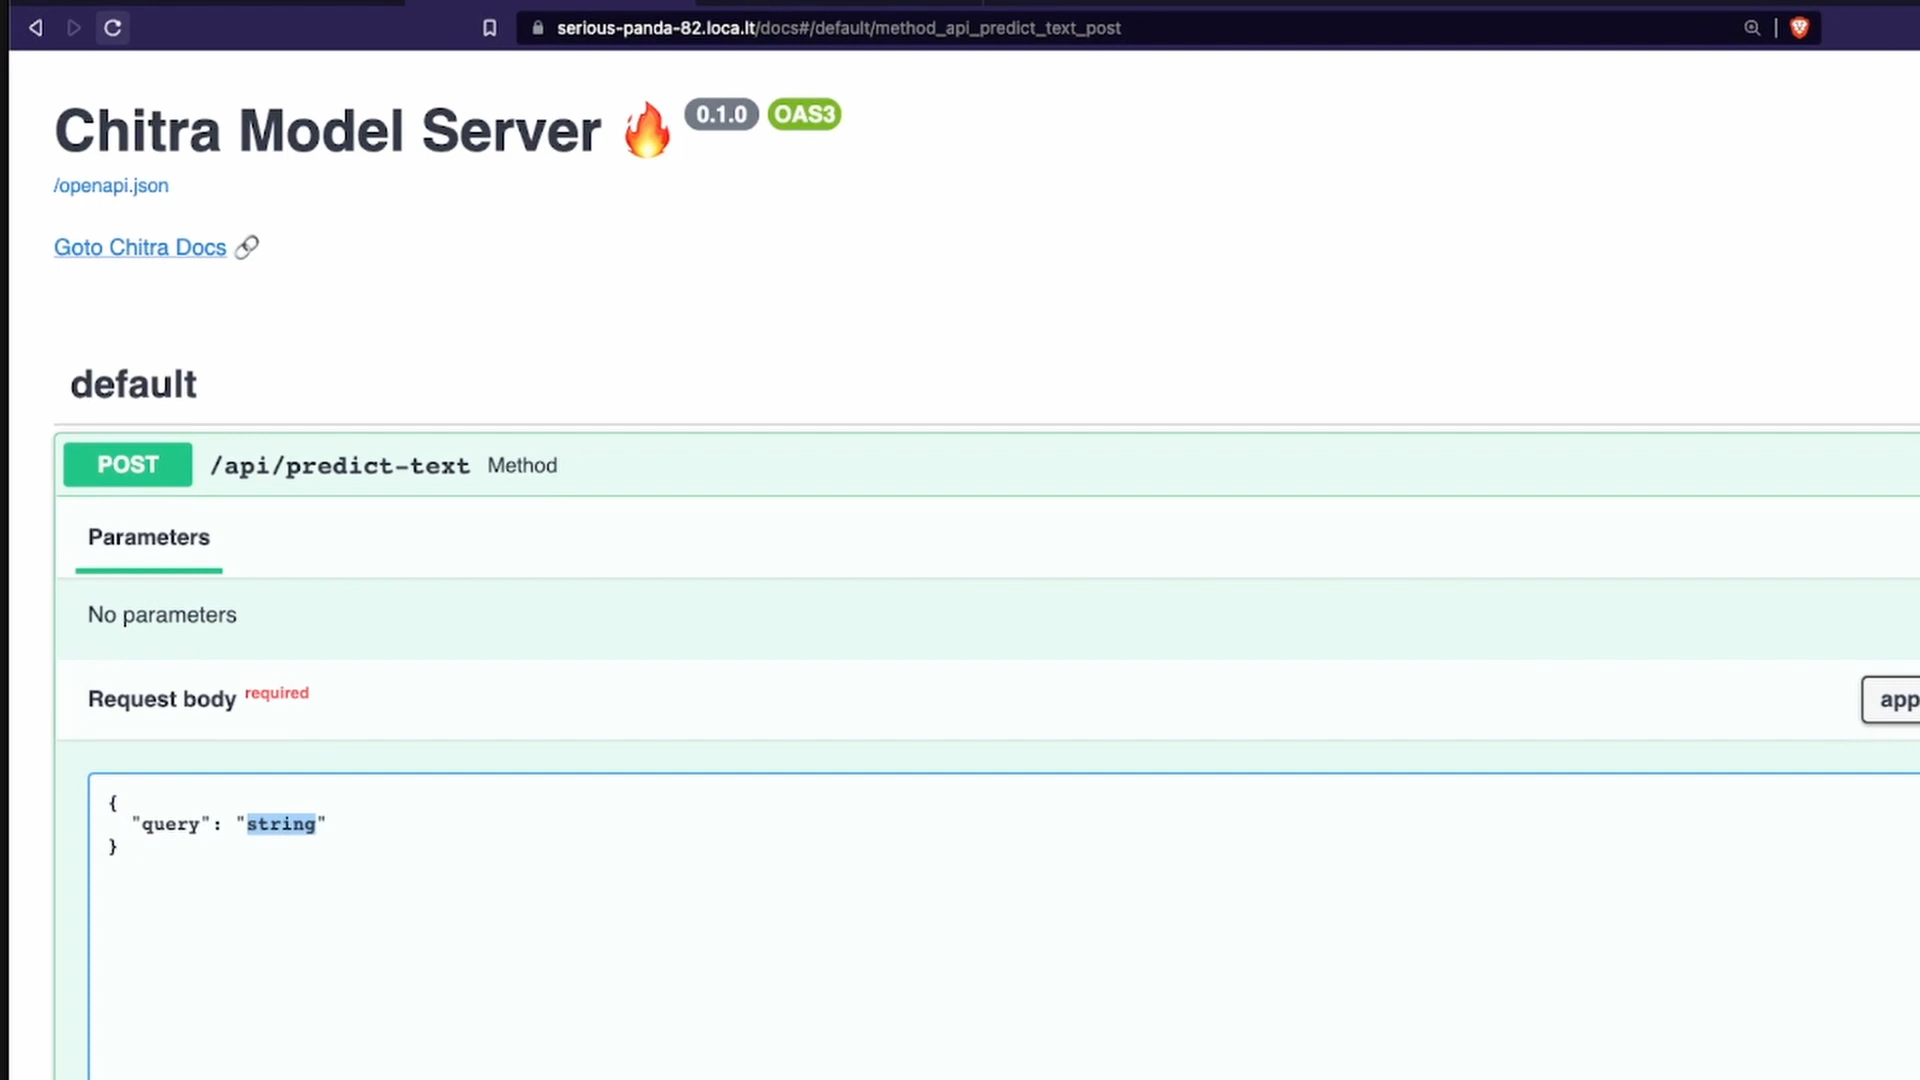 serious-panda-82.loca.lt/docs#/default/method_api_predict_text_post
Chitra Model Server 🔥 0.1.0 OAS3
/openapi.json
Goto Chitra Docs 🔗
default
POST /api/predict-text Method
Parameters
No parameters
Request body required
app
{
"query": "string"
}